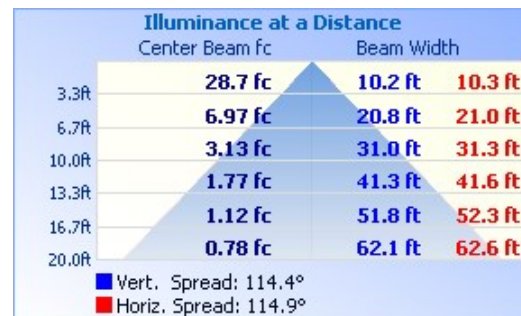 Illuminance at a Distance
Center Beam fc Beam Width
3.3ft 28.7 fc 10.2 ft 10.3 ft
6.7ft 6.97 fc 20.8 ft 21.0 ft
10.0ft 3.13 fc 31.0 ft 31.3 ft
13.3ft 1.77 fc 41.3 ft 41.6 ft
16.7ft 1.12 fc 51.8 ft 52.3 ft
20.0ft 0.78 fc 62.1 ft 62.6 ft
Vert. Spread: 114.4°
Horiz. Spread: 114.9°